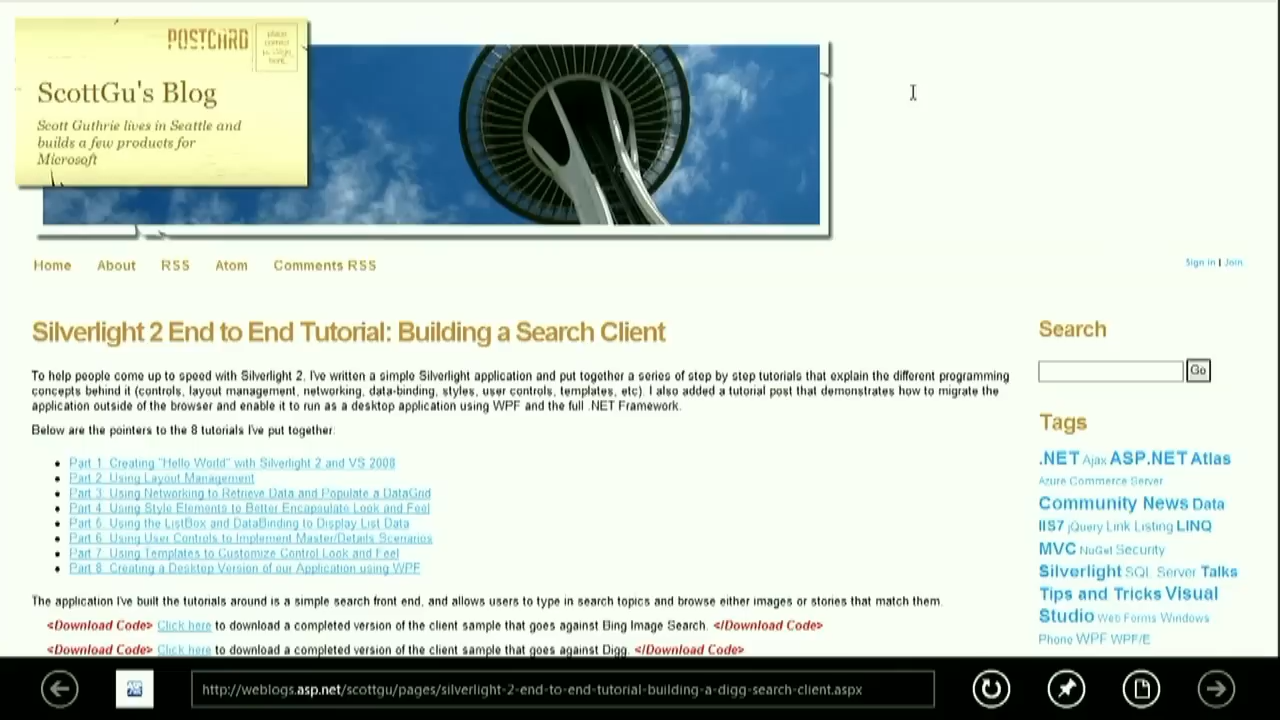 POSTCARD
place
correct
postage
here
ScottGu's Blog
Scott Guthrie lives in Seattle and
builds a few products for
Microsoft
Home About RSS Atom Comments RSS
Sign in | Join
Silverlight 2 End to End Tutorial: Building a Search Client
To help people come up to speed with Silverlight 2, I've written a simple Silverlight application and put together a series of step by step tutorials that explain the different programming
concepts behind it (controls, layout management, networking, data-binding, styles, user controls, templates, etc). I also added a tutorial post that demonstrates how to migrate the
application outside of the browser and enable it to run as a desktop application using WPF and the full .NET Framework.
Below are the pointers to the 8 tutorials I've put together:
Part 1: Creating "Hello World" with Silverlight 2 and VS 2008
Part 2: Using Layout Management
Part 3: Using Networking to Retrieve Data and Populate a DataGrid
Part 4: Using Style Elements to Better Encapsulate Look and Feel
Part 5: Using the ListBox and DataBinding to Display List Data
Part 6: Using User Controls to Implement Master/Details Scenarios
Part 7: Using Templates to Customize Control Look and Feel
Part 8: Creating a Desktop Version of our Application using WPF
The application I've built the tutorials around is a simple search front end, and allows users to type in search topics and browse either images or stories that match them.
<Download Code> Click here to download a completed version of the client sample that goes against Bing Image Search. </Download Code>
<Download Code> Click here to download a completed version of the client sample that goes against Digg. </Download Code>
Search
Go
Tags
.NET Ajax ASP.NET Atlas
Azure Commerce Server
Community News Data
IIS7 jQuery Link Listing LINQ
MVC NuGet Security
Silverlight SQL Server Talks
Tips and Tricks Visual
Studio Web Forms Windows
Phone WPF WPF/E
http://weblogs.asp.net/scottgu/pages/silverlight-2-end-to-end-tutorial-building-a-digg-search-client.aspx